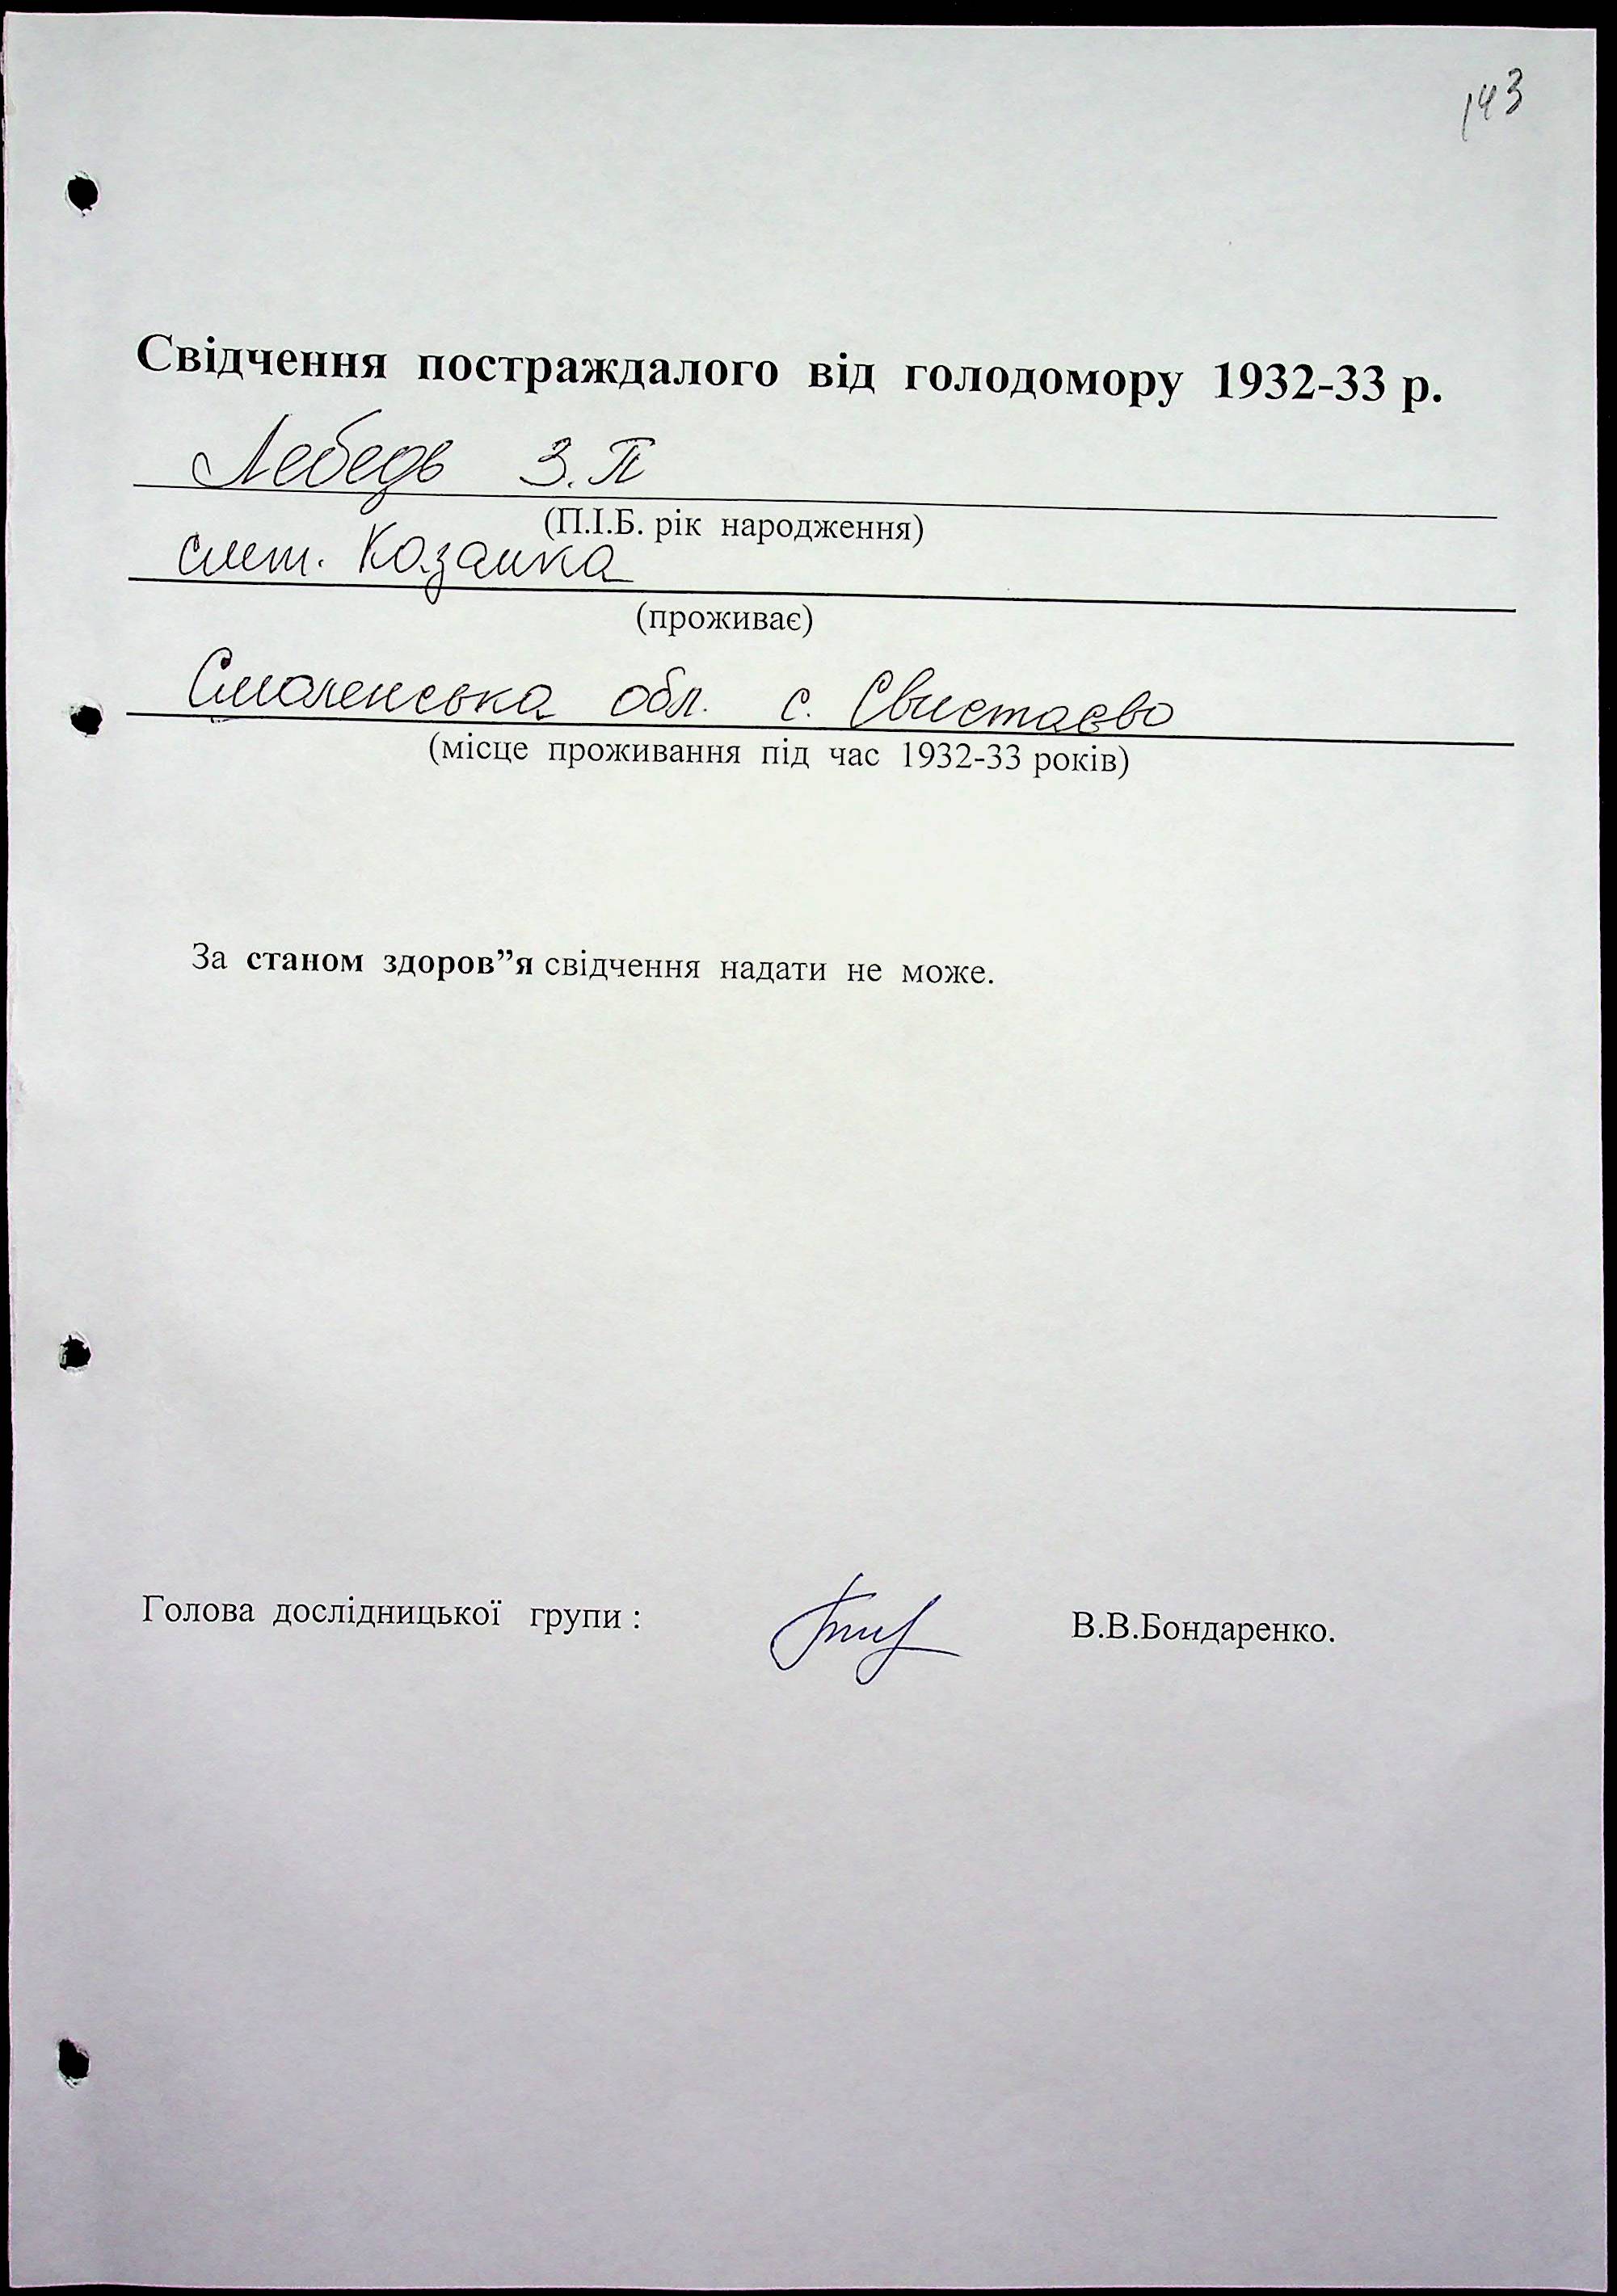 143
Свідчення постраждалого від голодомору 1932-33 р.
Лебедь З.П
(П.І.Б. рік народження)
смт. Казанка
(проживає)
Смоленська обл. с. Свистаєво
(місце проживання під час 1932-33 років)
За станом здоров”я свідчення надати не може.
Голова дослідницької групи : В.В.Бондаренко.